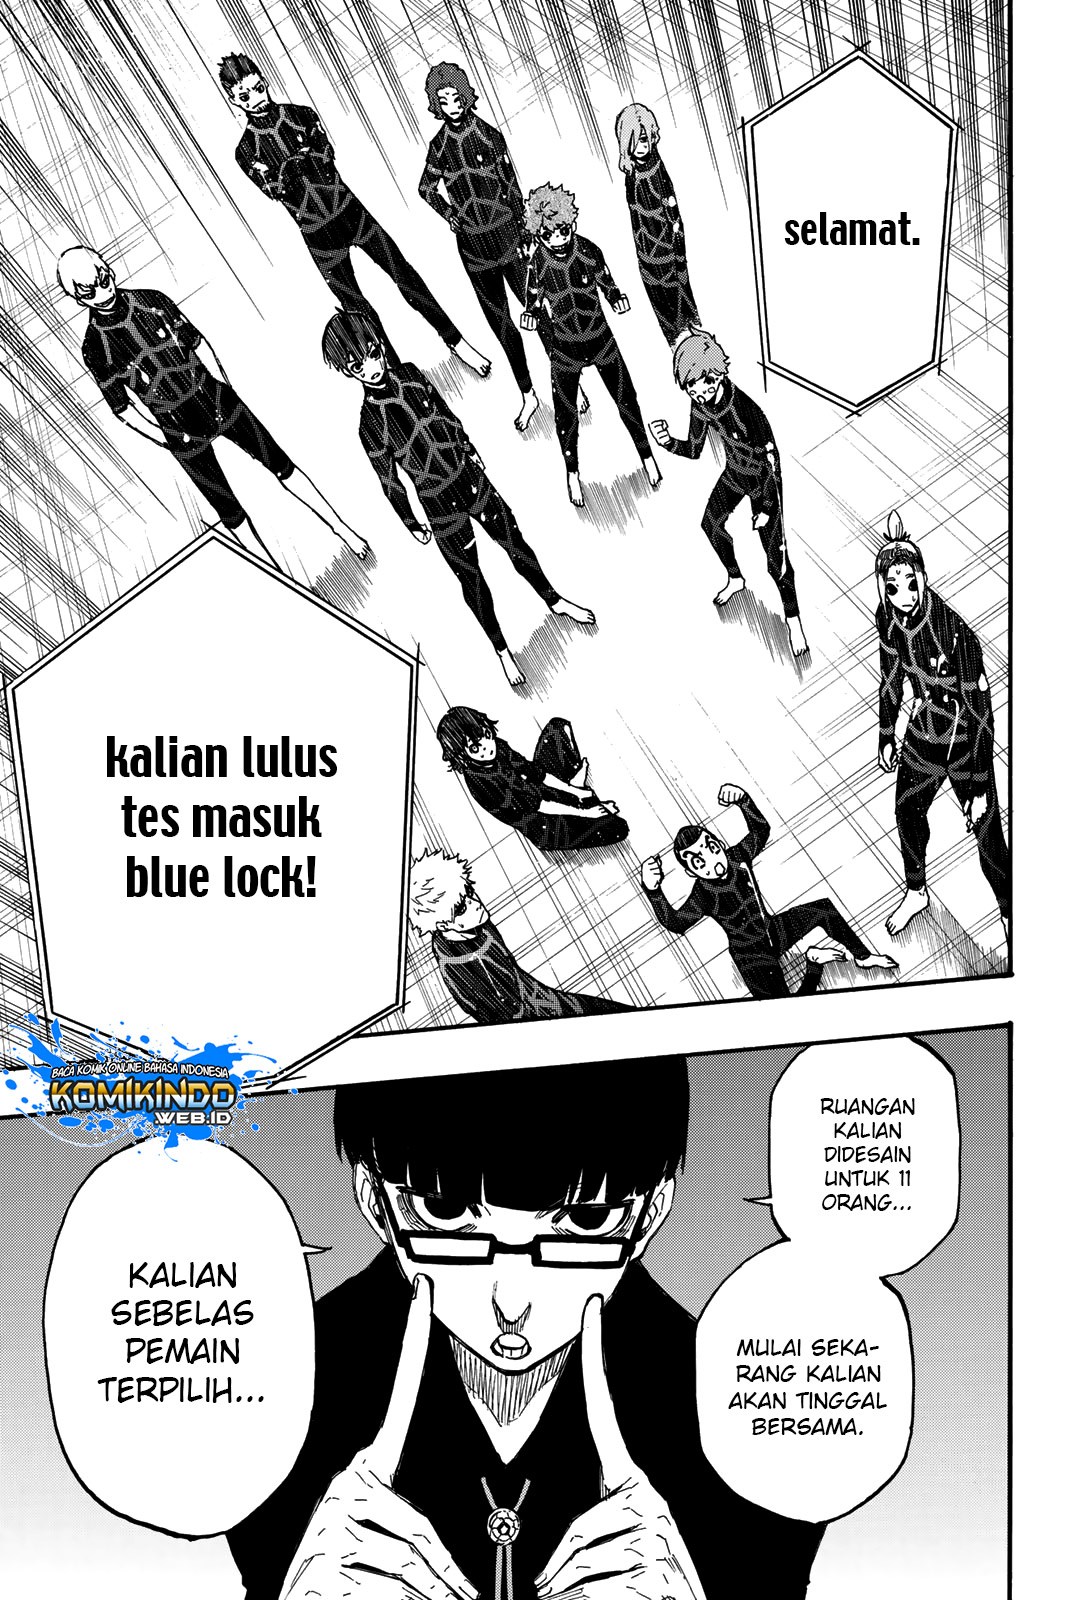 selamat.
kalian lulus
tes masuk
blue lock!
BACA KOMIK ONLINE BAHASA INDONESIA
KOMIKINDO
WEB.ID
RUANGAN
KALIAN
DIDESAIN
UNTUK 11
ORANG...
MULAI SEKA-
RANG KALIAN
AKAN TINGGAL
BERSAMA.
KALIAN
SEBELAS
PEMAIN
TERPILIH...